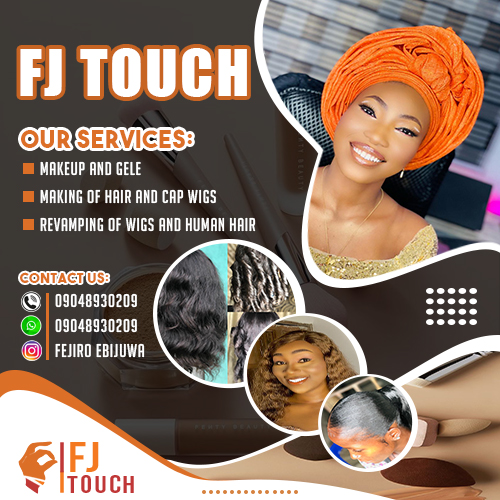 FJ TOUCH
OUR SERVICES:
MAKEUP AND GELE
MAKING OF HAIR AND CAP WIGS
REVAMPING OF WIGS AND HUMAN HAIR
CONTACT US:
09048930209
09048930209
FEJIRO EBIJUWA
FJ
TOUCH